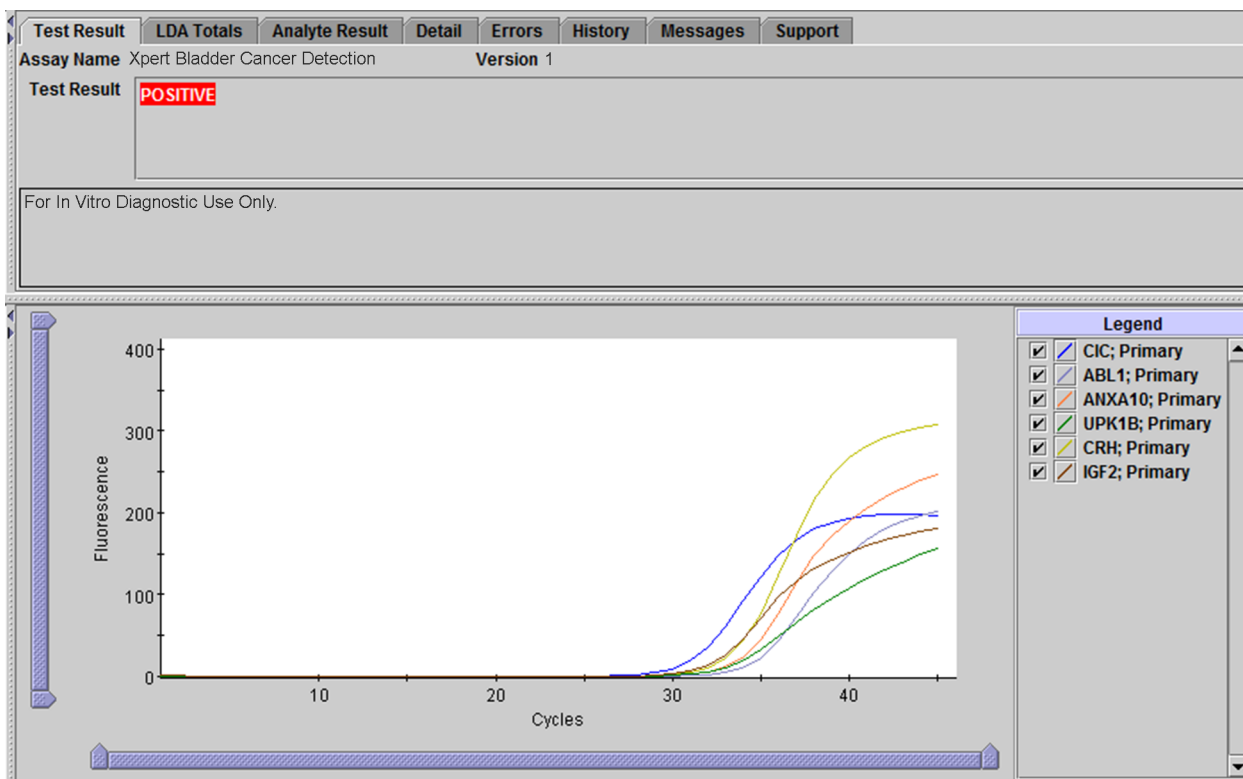 Test Result LDA Totals Analyte Result Detail Errors History Messages Support
Assay Name Xpert Bladder Cancer Detection Version 1
Test Result POSITIVE
For In Vitro Diagnostic Use Only.
400
300
200
100
0
10 20 30 40
Fluorescence
Cycles
Legend
CIC; Primary
ABL1; Primary
ANXA10; Primary
UPK1B; Primary
CRH; Primary
IGF2; Primary